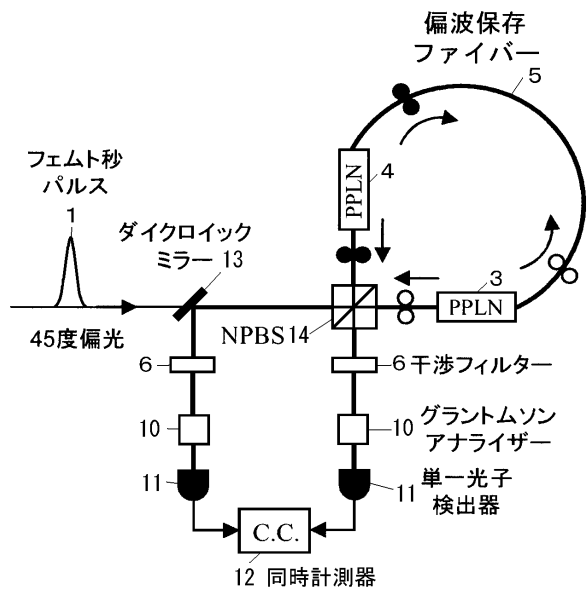 偏波保存
ファイバー
5
フェムト秒
パルス
1
4
PPLN
ダイクロイック
ミラー 13
3
PPLN
45度偏光
NPBS14
6
6 干渉フィルター
10
10 グラントムソン
アナライザー
11
11 単一光子
検出器
C.C.
12 同時計測器